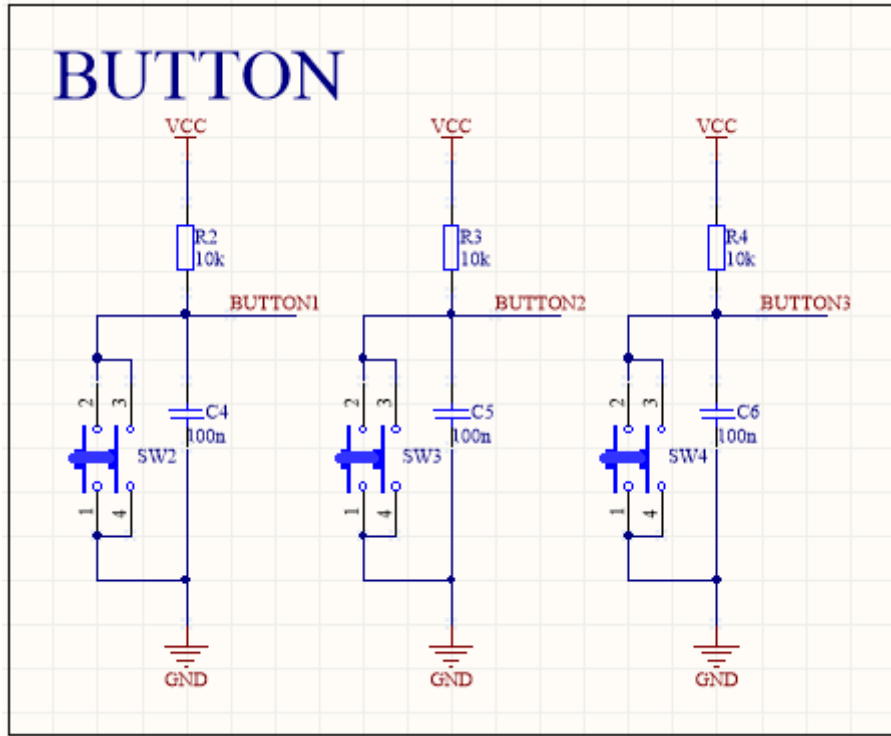 BUTTON
VCC VCC VCC
R2 R3 R4
10k 10k 10k
BUTTON1 BUTTON2 BUTTON3
2 3 2 3 2 3
C4 C5 C6
100n 100n 100n
SW2 SW3 SW4
1 4 1 4 1 4
GND GND GND